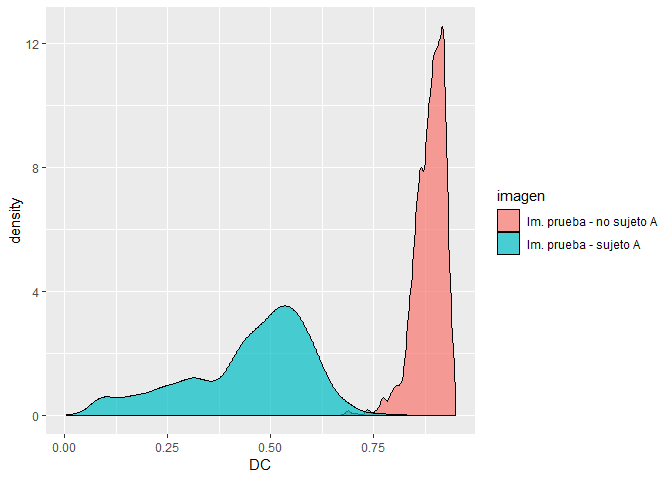 12
8
4
0
density
0.00
0.25
0.50
0.75
DC
imagen
Im. prueba - no sujeto A
Im. prueba - sujeto A